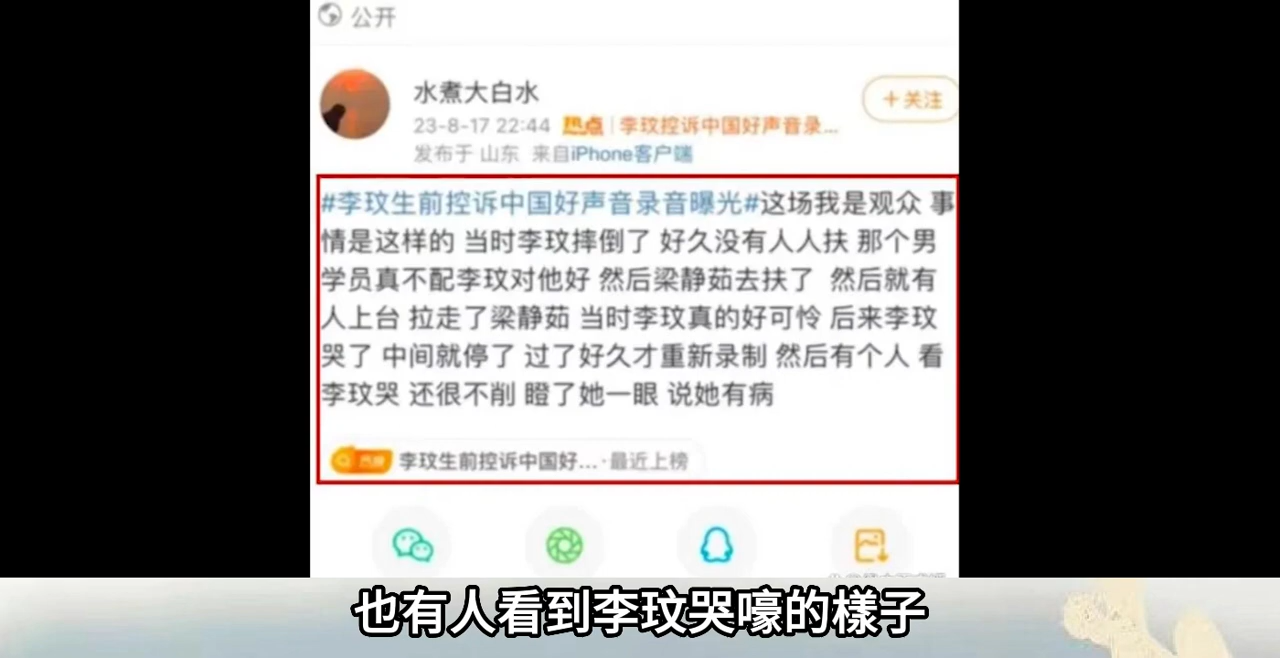 公开
水煮大白水
+关注
23-8-17 22:44 热点 | 李玟控诉中国好声音录...
发布于 山东 来自iPhone客户端
#李玟生前控诉中国好声音录音曝光#这场我是观众 事
情是这样的 当时李玟摔倒了 好久没有人人扶 那个男
学员真不配李玟对他好 然后梁静茹去扶了 然后就有
人上台 拉走了梁静茹 当时李玟真的好可怜 后来李玟
哭了 中间就停了 过了好久才重新录制 然后有个人 看
李玟哭 还很不削 瞪了她一眼 说她有病
热搜 李玟生前控诉中国好...·最近上榜
也有人看到李玟哭嚎的樣子